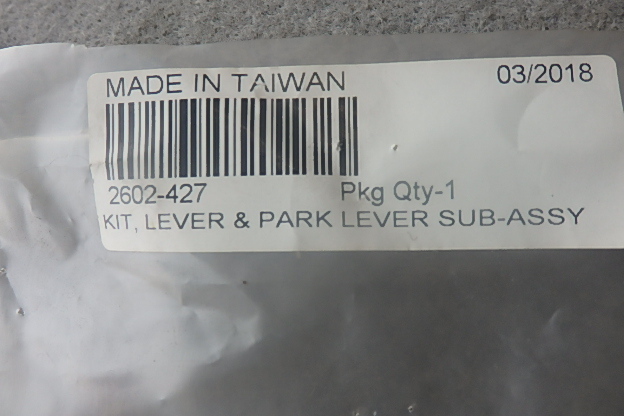 MADE IN TAIWAN 03/2018
2602-427 Pkg Qty-1
KIT, LEVER & PARK LEVER SUB-ASSY